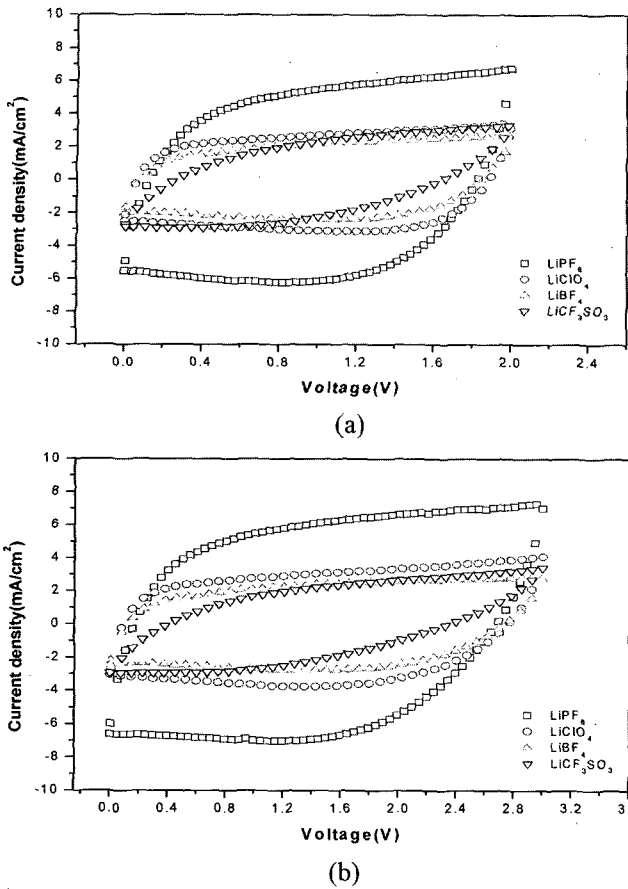 10
8
6
4
2
0
-2
-4
-6
-8
-10
Current density(mA/cm²)
0.0 0.4 0.8 1.2 1.6 2.0
Voltage(V)
LiPF₆
LiClO₄
LiBF₄
LiCF₃SO₃
(a)
10
8
6
4
2
0
-2
-4
-6
-8
-10
Current density(mA/cm²)
0.0 0.4 0.8 1.2 1.6 2.0 2.4 2.8 3.2 3.6
Voltage(V)
LiPF₆
LiClO₄
LiBF₄
LiCF₃SO₃
(b)